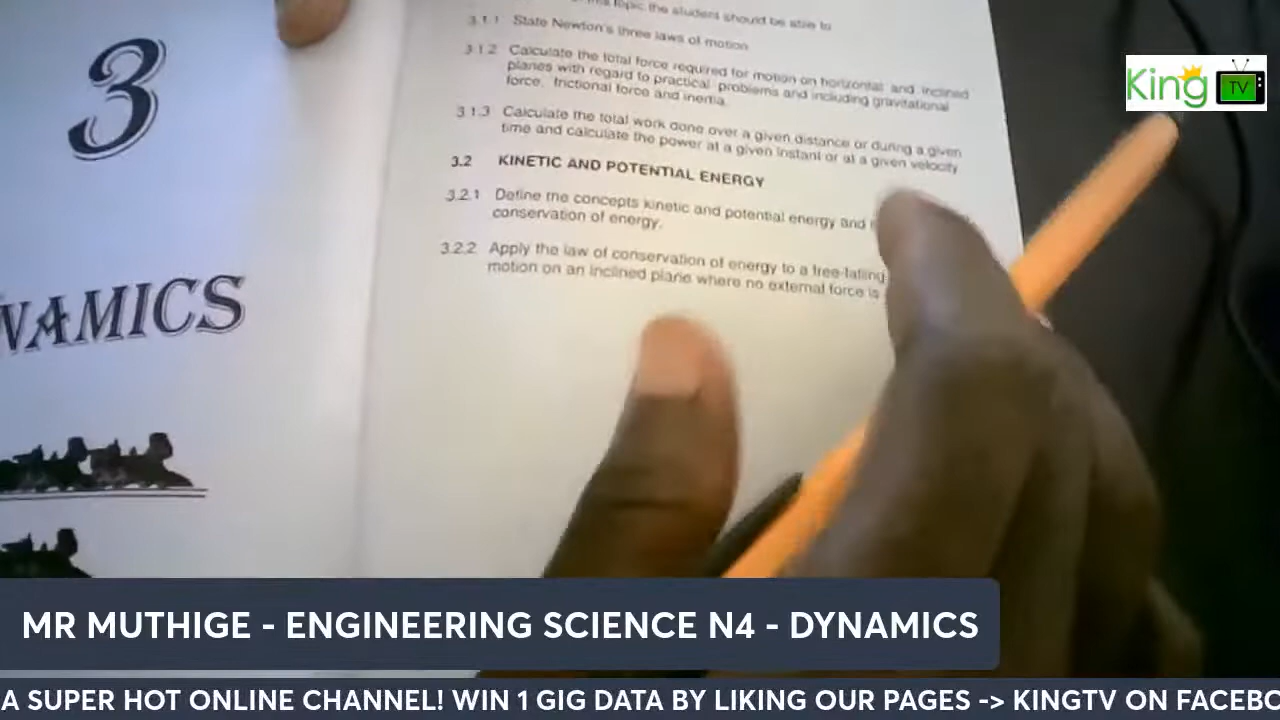 3
NAMICS
topic the student should be able to
3.1.1 State Newton's three laws of motion
3.1.2 Calculate the total force required for motion on horizontal and inclined
planes with regard to practical problems and including gravitational
force, frictional force and inertia.
3.1.3 Calculate the total work done over a given distance or during a given
time and calculate the power at a given instant or at a given velocity
3.2 KINETIC AND POTENTIAL ENERGY
3.2.1 Define the concepts kinetic and potential energy and
conservation of energy.
3.2.2 Apply the law of conservation of energy to a free-falling
motion on an inclined plane where no external force is
King TV
MR MUTHIGE - ENGINEERING SCIENCE N4 - DYNAMICS
A SUPER HOT ONLINE CHANNEL! WIN 1 GIG DATA BY LIKING OUR PAGES -> KINGTV ON FACEBO